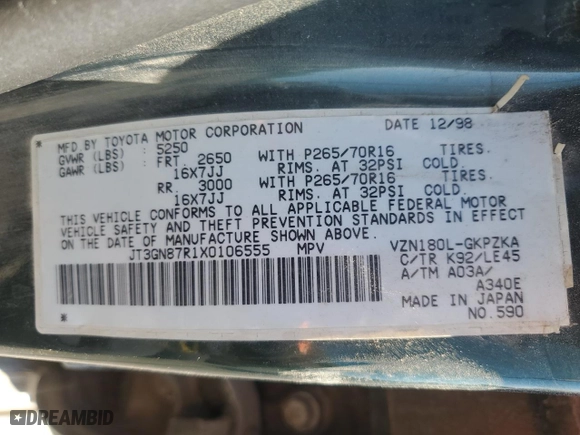 MFD BY TOYOTA MOTOR CORPORATION DATE 12/98
GVWR (LBS) : 5250
GAWR (LBS) : FRT. 2650 WITH P265/70R16 TIRES.
16X7JJ RIMS. AT 32PSI COLD.
RR. 3000 WITH P265/70R16 TIRES.
16X7JJ RIMS. AT 32PSI COLD.
THIS VEHICLE CONFORMS TO ALL APPLICABLE FEDERAL MOTOR
VEHICLE SAFETY AND THEFT PREVENTION STANDARDS IN EFFECT
ON THE DATE OF MANUFACTURE SHOWN ABOVE.
JT3GN87R1X0106555 MPV VZN180L-GKPZKA
C/TR K92/LE45
A/TM A03A/
A340E
MADE IN JAPAN
NO.590
DREAMBID